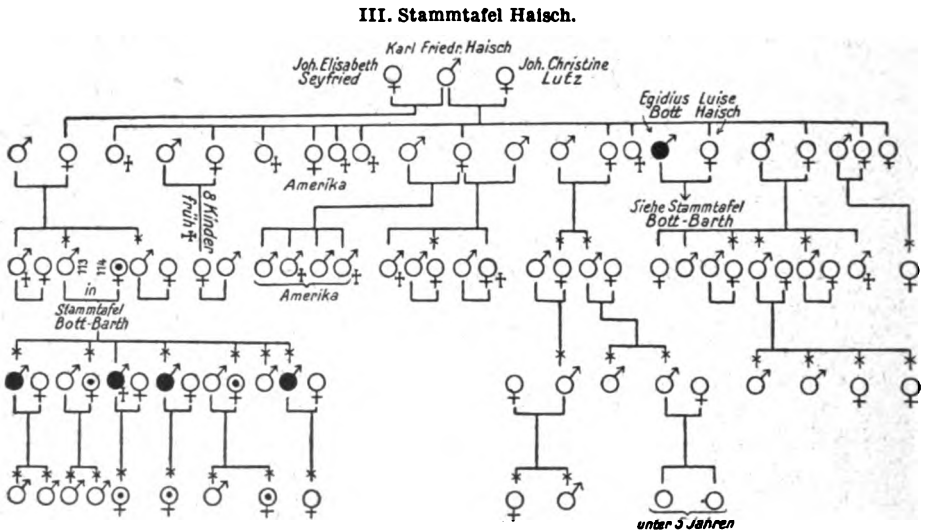 III. Stammtafel Haisch.
Karl Friedr. Haisch
Joh. Elisabeth
Seyfried
Joh. Christine
Lutz
Egidius Luise
Bott Haisch
Amerika
8 Kinder
früh
Siehe Stammtafel
Bott-Barth
113
114
in
Amerika
Stammtafel
Bott-Barth
unter 5 Jahren